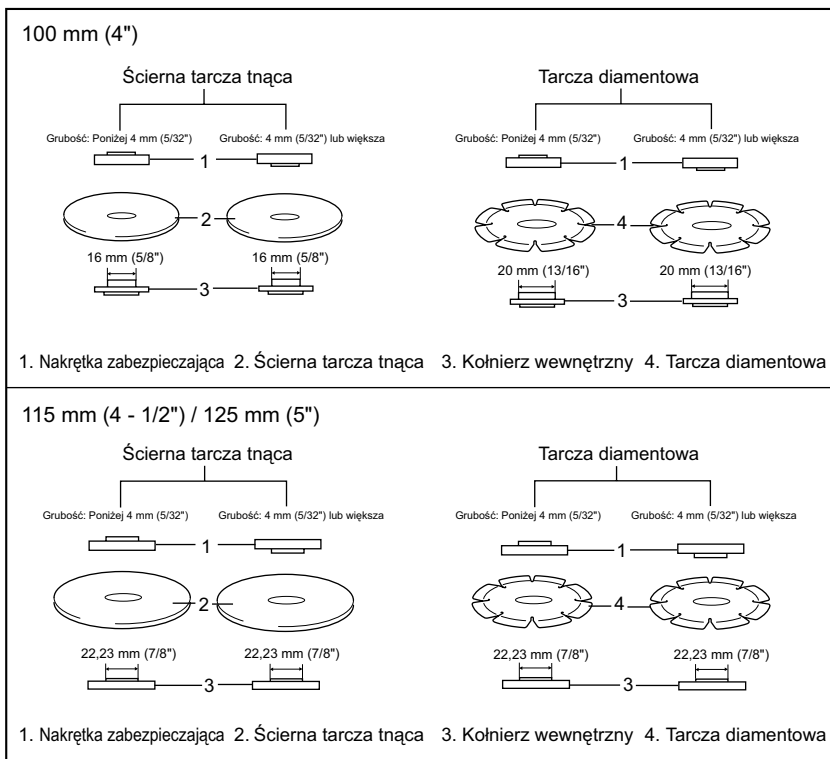 100 mm (4")
Ścierna tarcza tnąca
Tarcza diamentowa
Grubość: Poniżej 4 mm (5/32") Grubość: 4 mm (5/32") lub większa
Grubość: Poniżej 4 mm (5/32") Grubość: 4 mm (5/32") lub większa
1
1
2
4
16 mm (5/8") 16 mm (5/8")
20 mm (13/16") 20 mm (13/16")
3
3
1. Nakrętka zabezpieczająca 2. Ścierna tarcza tnąca 3. Kołnierz wewnętrzny 4. Tarcza diamentowa
115 mm (4 - 1/2") / 125 mm (5")
Ścierna tarcza tnąca
Tarcza diamentowa
Grubość: Poniżej 4 mm (5/32") Grubość: 4 mm (5/32") lub większa
Grubość: Poniżej 4 mm (5/32") Grubość: 4 mm (5/32") lub większa
1
1
2
4
22,23 mm (7/8") 22,23 mm (7/8")
22,23 mm (7/8") 22,23 mm (7/8")
3
3
1. Nakrętka zabezpieczająca 2. Ścierna tarcza tnąca 3. Kołnierz wewnętrzny 4. Tarcza diamentowa